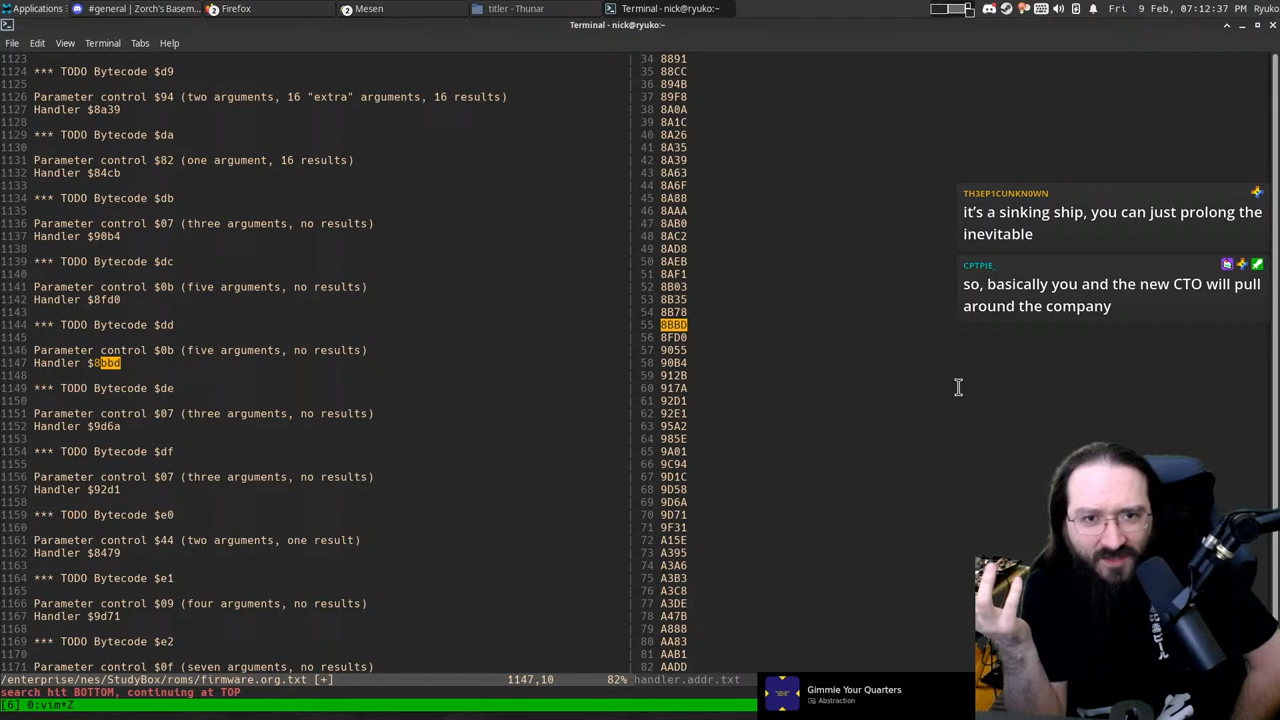 Applications
#general | Zorch's Basem...
2 Firefox
2 Mesen
titler - Thunar
Terminal - nick@ryuko:~
Fri 9 Feb, 07:12:37 PM Ryuko
Terminal - nick@ryuko:~
File Edit View Terminal Tabs Help
1123
1124 *** TODO Bytecode $d9
1125
1126 Parameter control $94 (two arguments, 16 "extra" arguments, 16 results)
1127 Handler $8a39
1128
1129 *** TODO Bytecode $da
1130
1131 Parameter control $82 (one argument, 16 results)
1132 Handler $84cb
1133
1134 *** TODO Bytecode $db
1135
1136 Parameter control $07 (three arguments, no results)
1137 Handler $90b4
1138
1139 *** TODO Bytecode $dc
1140
1141 Parameter control $0b (five arguments, no results)
1142 Handler $8fd0
1143
1144 *** TODO Bytecode $dd
1145
1146 Parameter control $0b (five arguments, no results)
1147 Handler $8bbd
1148
1149 *** TODO Bytecode $de
1150
1151 Parameter control $07 (three arguments, no results)
1152 Handler $9d6a
1153
1154 *** TODO Bytecode $df
1155
1156 Parameter control $07 (three arguments, no results)
1157 Handler $92d1
1158
1159 *** TODO Bytecode $e0
1160
1161 Parameter control $44 (two arguments, one result)
1162 Handler $8479
1163
1164 *** TODO Bytecode $e1
1165
1166 Parameter control $09 (four arguments, no results)
1167 Handler $9d71
1168
1169 *** TODO Bytecode $e2
1170
1171 Parameter control $0f (seven arguments, no results)
/enterprise/nes/StudyBox/roms/firmware.org.txt [+] 1147,10 82%
search hit BOTTOM, continuing at TOP
[6] 0:vim*Z
34 8891
35 88CC
36 894B
37 89F8
38 8A0A
39 8A1C
40 8A26
41 8A35
42 8A39
43 8A63
44 8A6F
45 8A88
46 8AAA
47 8AB0
48 8AC2
49 8AD8
50 8AEB
51 8AF1
52 8B03
53 8B35
54 8B78
55 8BBD
56 8FD0
57 9055
58 90B4
59 912B
60 917A
61 92D1
62 92E1
63 95A2
64 985E
65 9A01
66 9C94
67 9D1C
68 9D58
69 9D6A
70 9D71
71 9F31
72 A15E
73 A395
74 A3A6
75 A3B3
76 A3C8
77 A3DE
78 A47B
79 A888
80 AA83
81 AAB1
82 AADD
handler.addr.txt
TH3EP1CUNKN0WN
it's a sinking ship, you can just prolong the
inevitable
CPTPIE_
so, basically you and the new CTO will pull
around the company
Gimmie Your Quarters
Abstraction